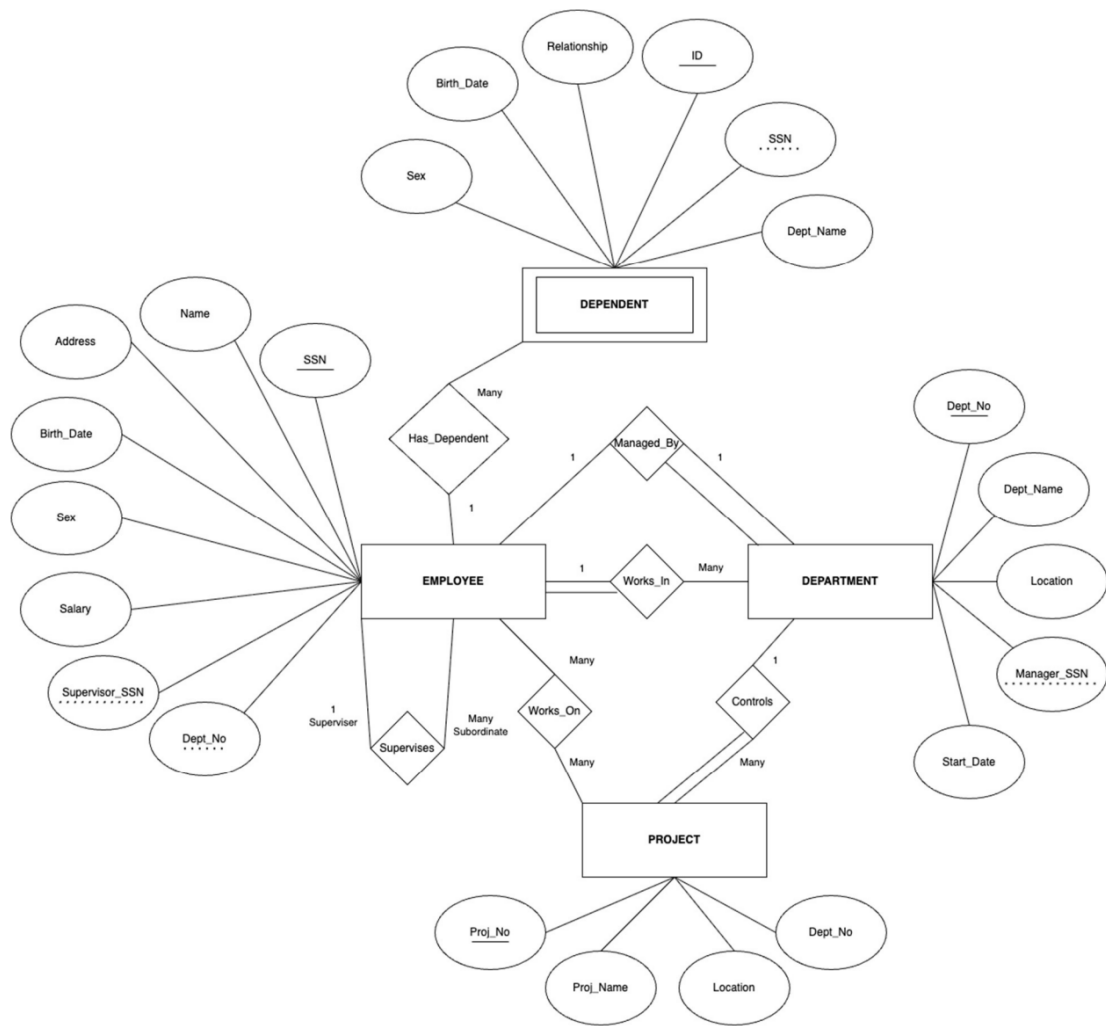 Relationship
ID
Birth_Date
SSN
Sex
Dept_Name
DEPENDENT
Name
Address
SSN
Many
Dept_No
Birth_Date
Has_Dependent
Managed_By
1
1
Dept_Name
Sex
1
EMPLOYEE
1
Works_In
Many
DEPARTMENT
Location
Salary
Many
1
Manager_SSN
Supervisor_SSN
Controls
1
Superviser
Many
Subordinate
Works_On
Dept_No
Supervises
Many
Many
Start_Date
PROJECT
Proj_No
Dept_No
Proj_Name
Location